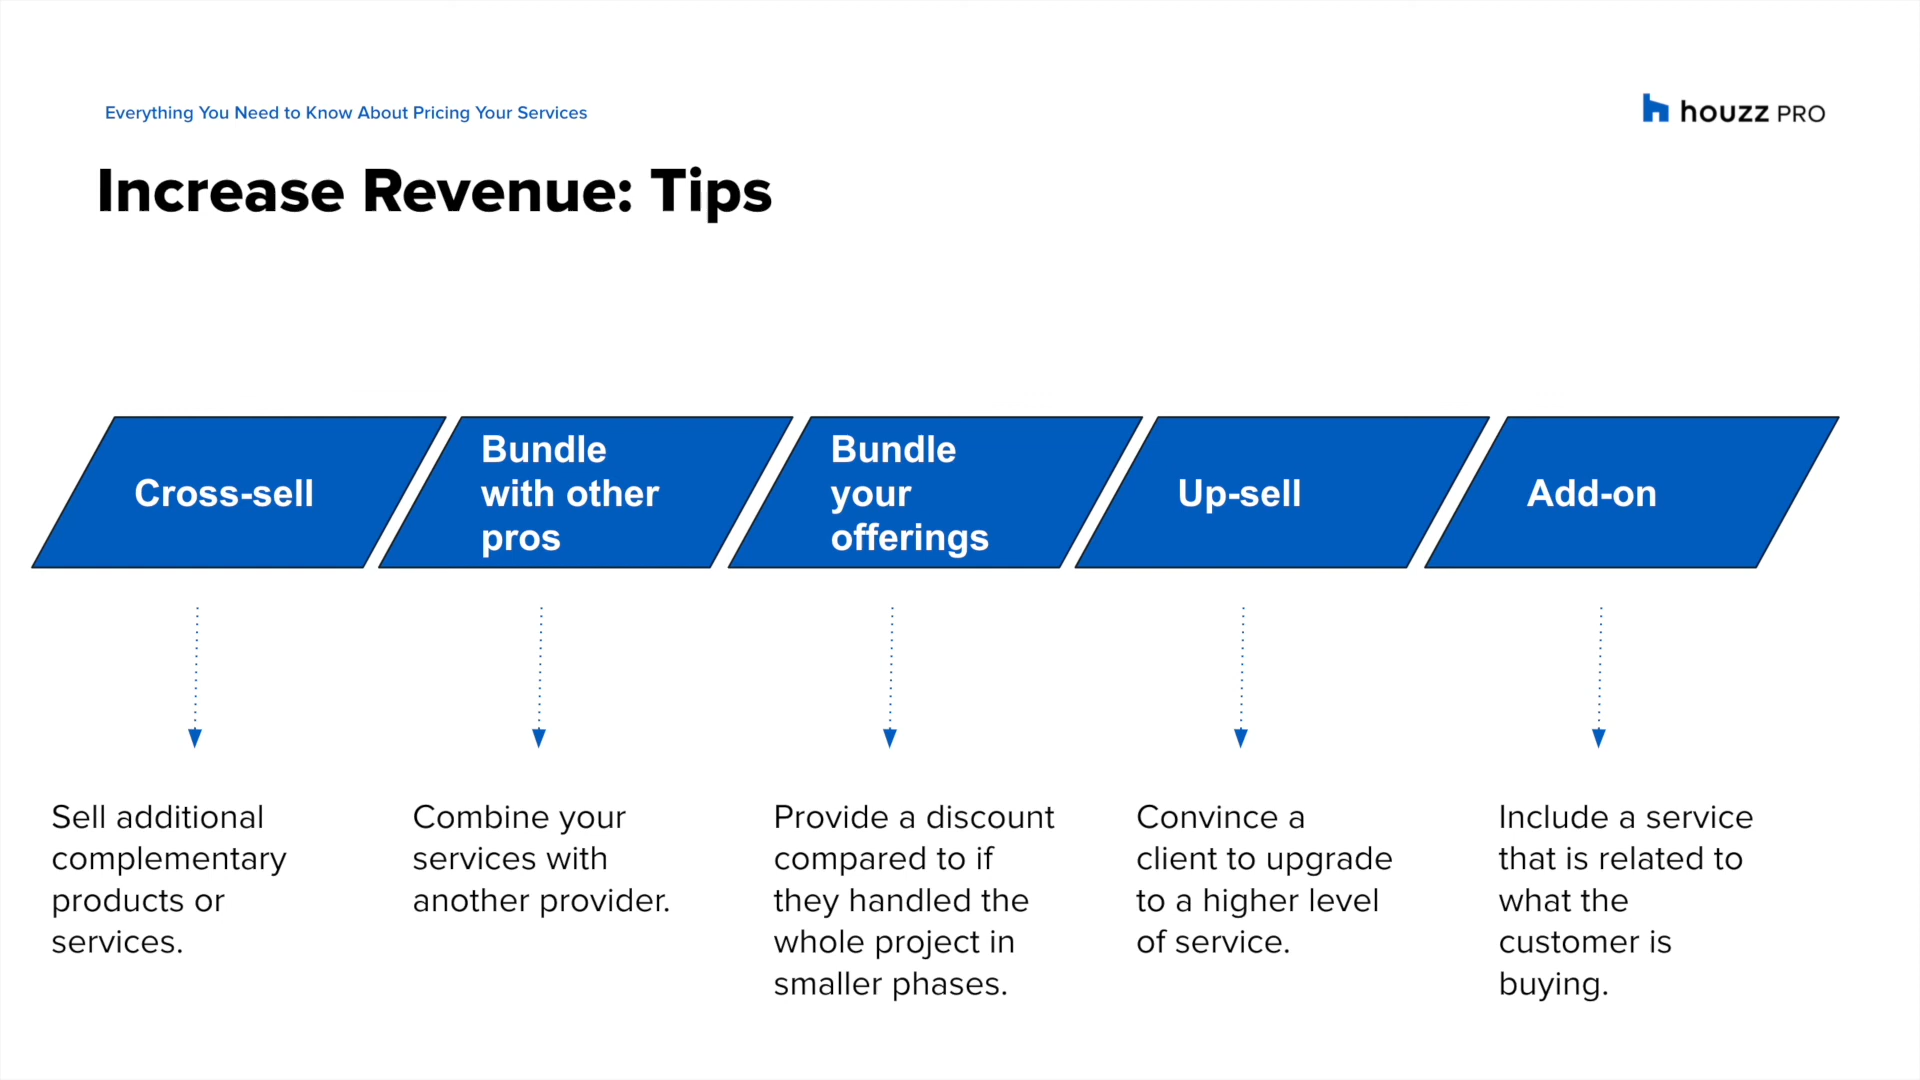 Everything You Need to Know About Pricing Your Services
houzz PRO
Increase Revenue: Tips
Cross-sell
Bundle
with other
pros
Bundle
your
offerings
Up-sell
Add-on
Sell additional
complementary
products or
services.
Combine your
services with
another provider.
Provide a discount
compared to if
they handled the
whole project in
smaller phases.
Convince a
client to upgrade
to a higher level
of service.
Include a service
that is related to
what the
customer is
buying.